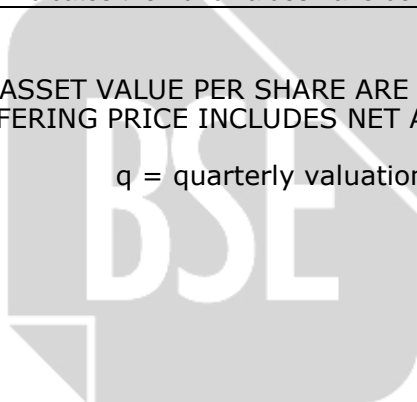 ASSET VALUE PER SHARE ARE
FERING PRICE INCLUDES NET A
q = quarterly valuation
BSE